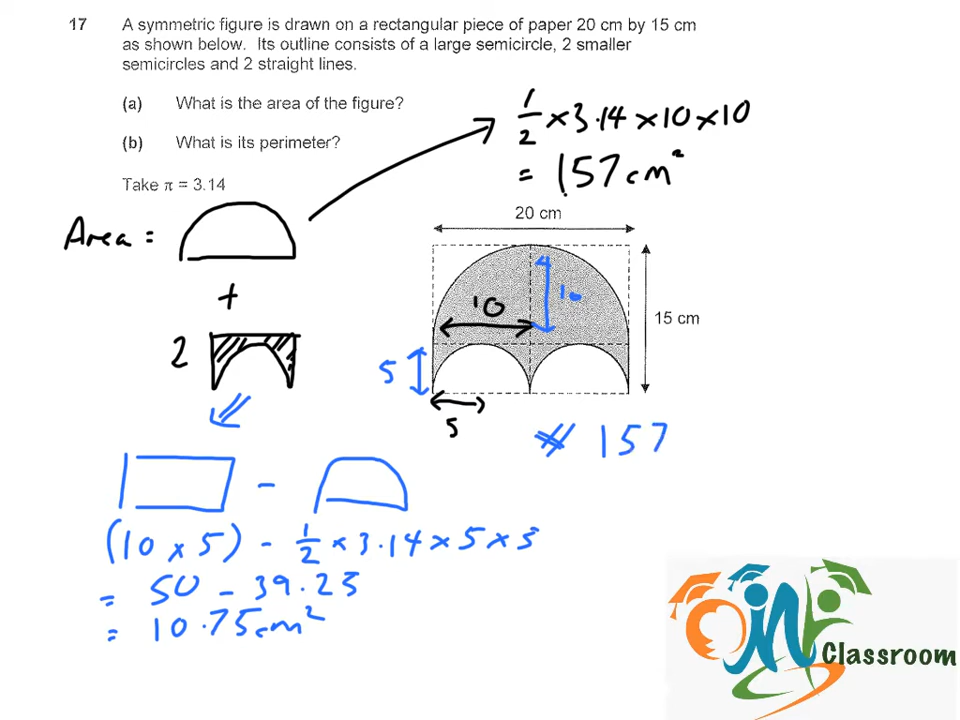 17 A symmetric figure is drawn on a rectangular piece of paper 20 cm by 15 cm
as shown below. Its outline consists of a large semicircle, 2 smaller
semicircles and 2 straight lines.
(a) What is the area of the figure?
(b) What is its perimeter?
Take π = 3.14
1/2 × 3.14 × 10 × 10
= 157 cm²
Area =
+
2
20 cm
10
10
15 cm
5
5
* 157
-
(10 × 5) - 1/2 × 3.14 × 5 × 5
= 50 - 39.25
= 10.75 cm²
ONE
Classroom